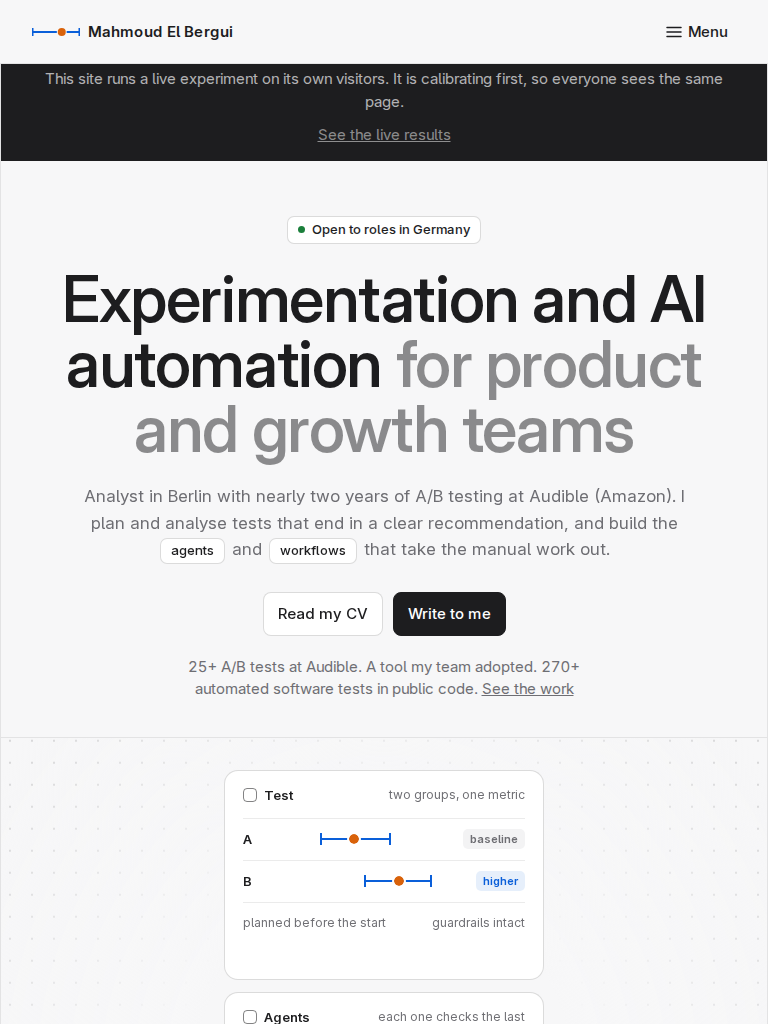 Mahmoud El Bergui
Menu
This site runs a live experiment on its own visitors. It is calibrating first, so everyone sees the same
page.
See the live results
Open to roles in Germany
Experimentation and AI
automation for product
and growth teams
Analyst in Berlin with nearly two years of A/B testing at Audible (Amazon). I
plan and analyse tests that end in a clear recommendation, and build the
agents and workflows that take the manual work out.
Read my CV Write to me
25+ A/B tests at Audible. A tool my team adopted. 270+
automated software tests in public code. See the work
Test two groups, one metric
A baseline
B higher
planned before the start guardrails intact
Agents each one checks the last